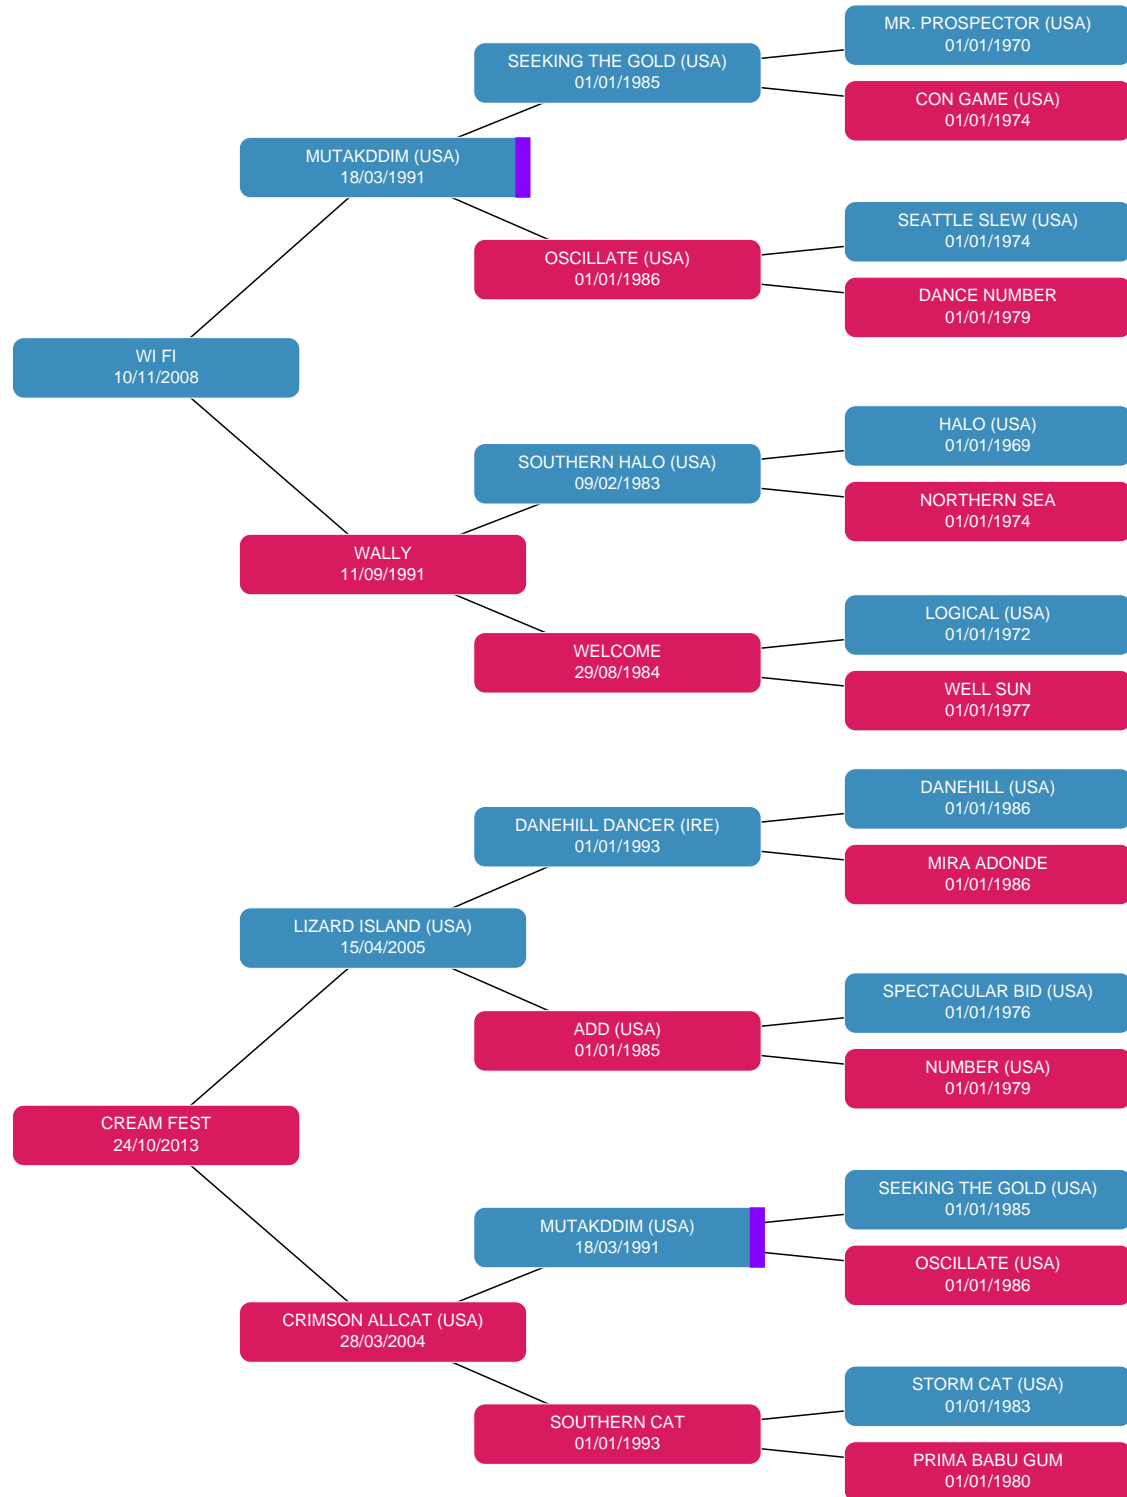 MR. PROSPECTOR (USA)
01/01/1970
SEEKING THE GOLD (USA)
01/01/1985
CON GAME (USA)
01/01/1974
MUTAKDDIM (USA)
18/03/1991
SEATTLE SLEW (USA)
01/01/1974
OSCILLATE (USA)
01/01/1986
DANCE NUMBER
01/01/1979
WI FI
10/11/2008
HALO (USA)
01/01/1969
SOUTHERN HALO (USA)
09/02/1983
NORTHERN SEA
01/01/1974
WALLY
11/09/1991
LOGICAL (USA)
01/01/1972
WELCOME
29/08/1984
WELL SUN
01/01/1977
DANEHILL (USA)
01/01/1986
DANEHILL DANCER (IRE)
01/01/1993
MIRA ADONDE
01/01/1986
LIZARD ISLAND (USA)
15/04/2005
SPECTACULAR BID (USA)
01/01/1976
ADD (USA)
01/01/1985
NUMBER (USA)
01/01/1979
CREAM FEST
24/10/2013
SEEKING THE GOLD (USA)
01/01/1985
MUTAKDDIM (USA)
18/03/1991
OSCILLATE (USA)
01/01/1986
CRIMSON ALLCAT (USA)
28/03/2004
STORM CAT (USA)
01/01/1983
SOUTHERN CAT
01/01/1993
PRIMA BABU GUM
01/01/1980